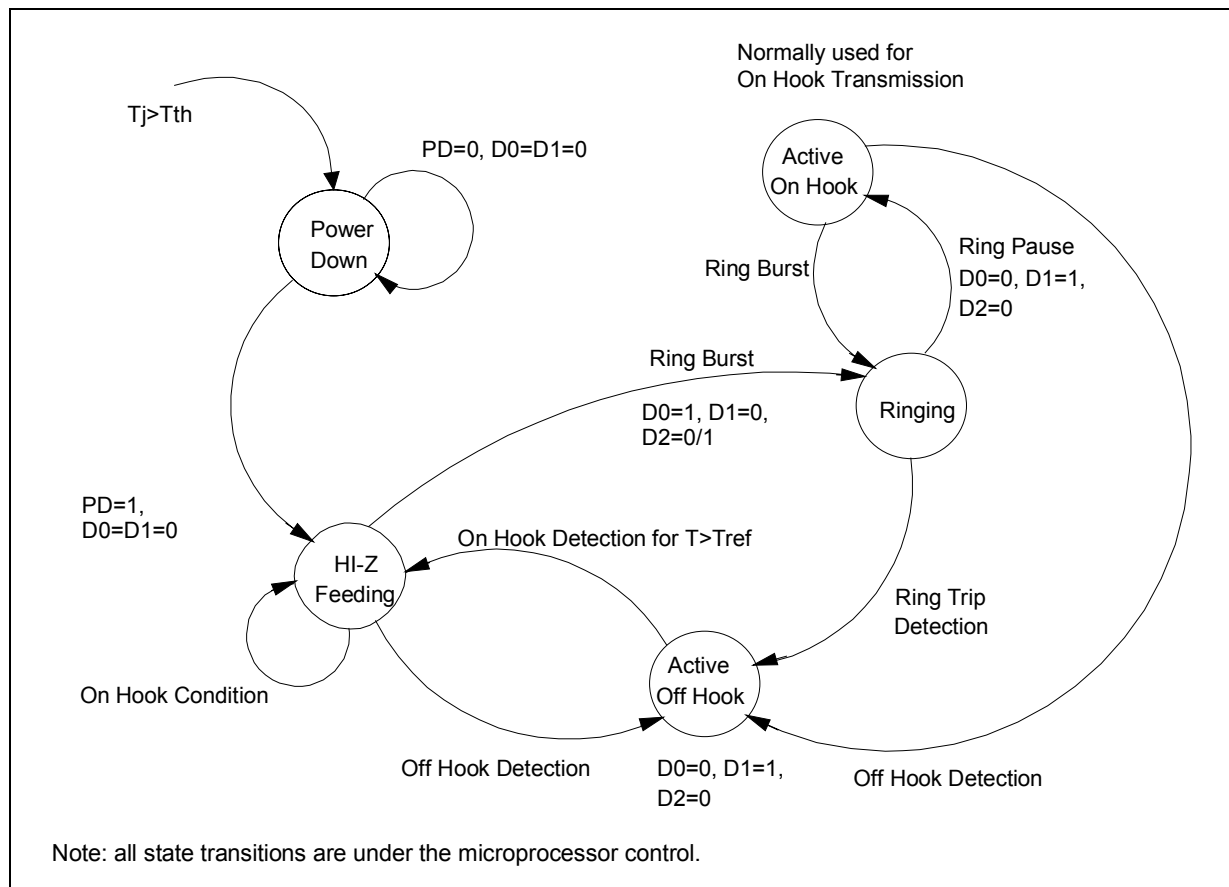 Normally used for
On Hook Transmission
Tj>Tth
PD=0, D0=D1=0
Active
On Hook
Power
Down
Ring Pause
D0=0, D1=1,
D2=0
Ring Burst
Ring Burst
D0=1, D1=0,
D2=0/1
Ringing
PD=1,
D0=D1=0
On Hook Detection for T>Tref
HI-Z
Feeding
Ring Trip
Detection
Active
Off Hook
On Hook Condition
Off Hook Detection
D0=0, D1=1,
D2=0
Off Hook Detection
Note: all state transitions are under the microprocessor control.